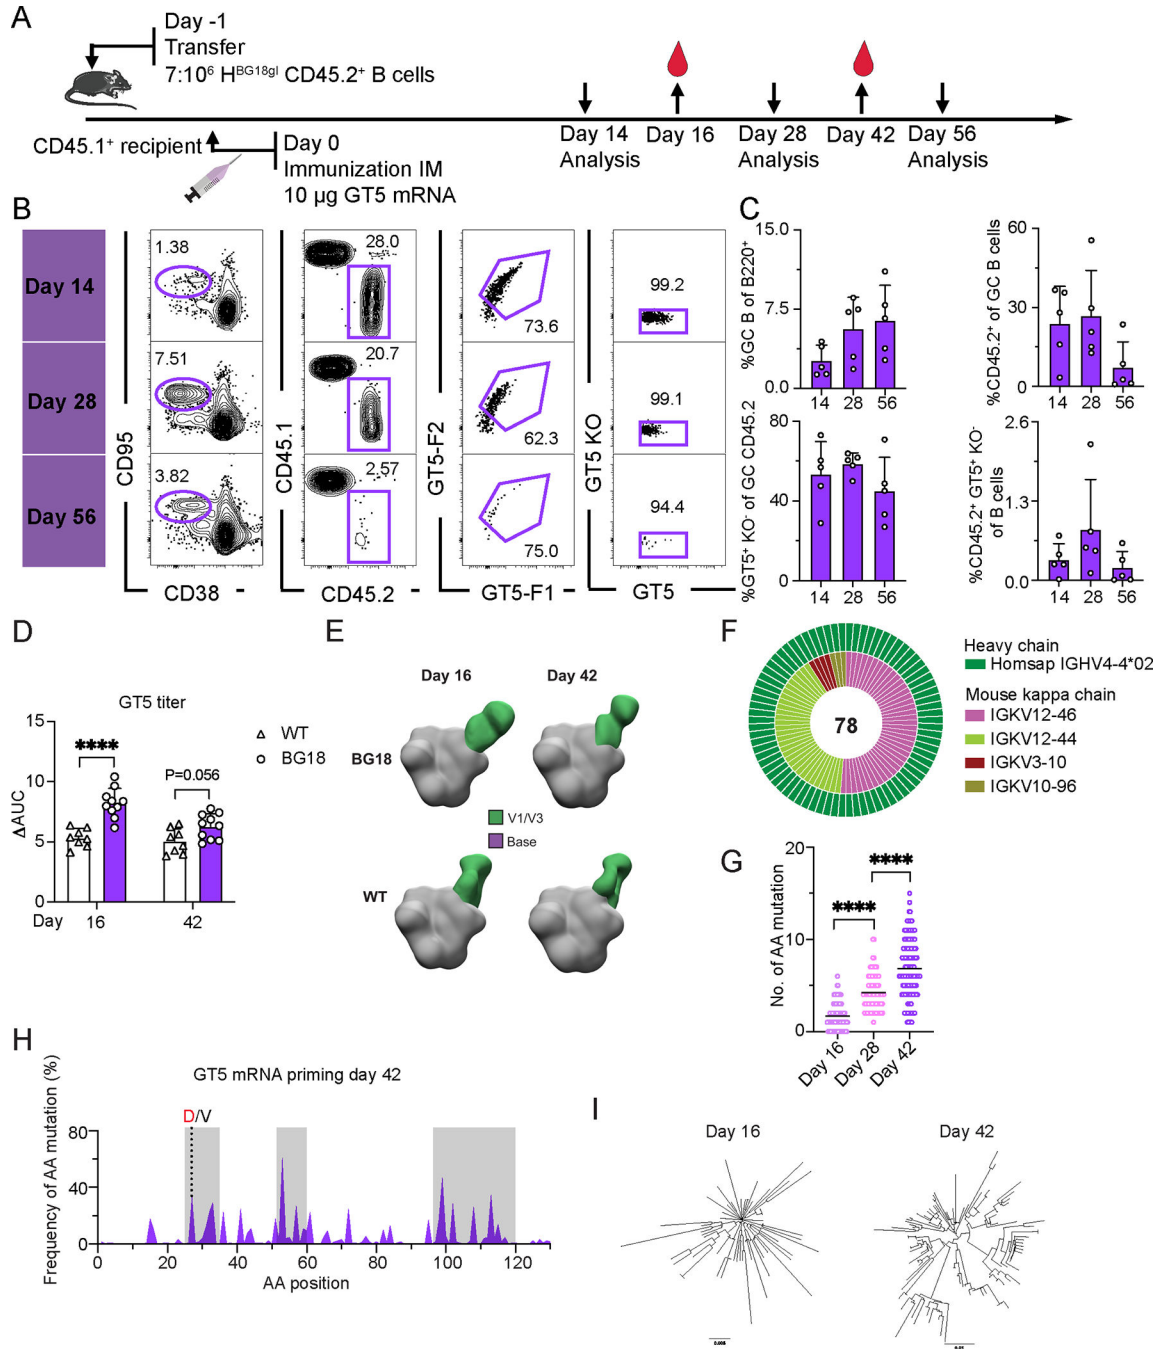 A
Day -1
Transfer
7:10⁶ H^BG18gl CD45.2⁺ B cells
CD45.1⁺ recipient
Day 0
Immunization IM
10 µg GT5 mRNA
Day 14
Analysis
Day 16
Day 28
Analysis
Day 42
Day 56
Analysis
B
Day 14
Day 28
Day 56
CD95
1.38
7.51
3.82
CD38
CD45.1
28.0
20.7
2.57
CD45.2
GT5-F2
73.6
62.3
75.0
GT5-F1
GT5 KO
99.2
99.1
94.4
GT5
C
%GC B of B220⁺
15.0
7.5
0.0
14 28 56
%CD45.2⁺ of GC B cells
60
30
0
14 28 56
%GT5⁺ KO⁻ of GC CD45.2
80
40
0
14 28 56
%CD45.2⁺ GT5⁺ KO⁻
of B cells
2.6
1.3
0.0
14 28 56
D
GT5 titer
ΔAUC
15
10
5
0
****
P=0.056
WT
BG18
Day 16 42
E
Day 16 Day 42
BG18
V1/V3
Base
WT
F
78
Heavy chain
Homsap IGHV4-4*02
Mouse kappa chain
IGKV12-46
IGKV12-44
IGKV3-10
IGKV10-96
G
No. of AA mutation
20
10
0
****
****
Day 16
Day 28
Day 42
H
GT5 mRNA priming day 42
Frequency of AA mutation (%)
D/V
80
40
0
0 20 40 60 80 100 120
AA position
I
Day 16
Day 42
0.005